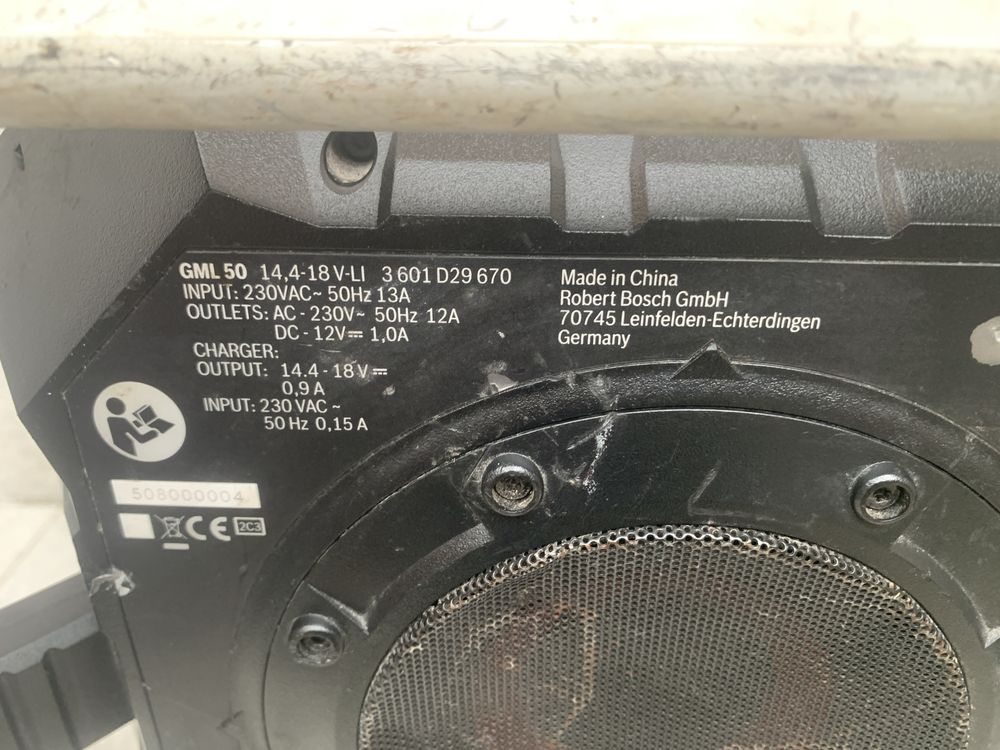 GML 50 14,4-18 V-LI 3 601 D29 670
INPUT: 230VAC~ 50Hz 13A
OUTLETS: AC - 230V~ 50Hz 12A
DC - 12V⎓ 1,0A
CHARGER:
OUTPUT: 14.4 - 18 V⎓
0,9 A
INPUT: 230 VAC ~
50 Hz 0,15 A
Made in China
Robert Bosch GmbH
70745 Leinfelden-Echterdingen
Germany
508000004
CE 2C3